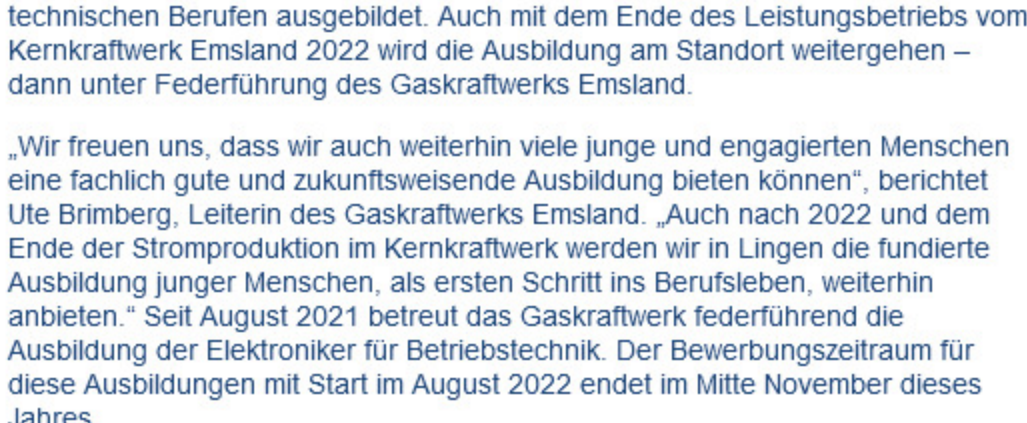 technischen Berufen ausgebildet. Auch mit dem Ende des Leistungsbetriebs vom
Kernkraftwerk Emsland 2022 wird die Ausbildung am Standort weitergehen –
dann unter Federführung des Gaskraftwerks Emsland.
„Wir freuen uns, dass wir auch weiterhin viele junge und engagierten Menschen
eine fachlich gute und zukunftsweisende Ausbildung bieten können“, berichtet
Ute Brimberg, Leiterin des Gaskraftwerks Emsland. „Auch nach 2022 und dem
Ende der Stromproduktion im Kernkraftwerk werden wir in Lingen die fundierte
Ausbildung junger Menschen, als ersten Schritt ins Berufsleben, weiterhin
anbieten.“ Seit August 2021 betreut das Gaskraftwerk federführend die
Ausbildung der Elektroniker für Betriebstechnik. Der Bewerbungszeitraum für
diese Ausbildungen mit Start im August 2022 endet im Mitte November dieses
Jahres